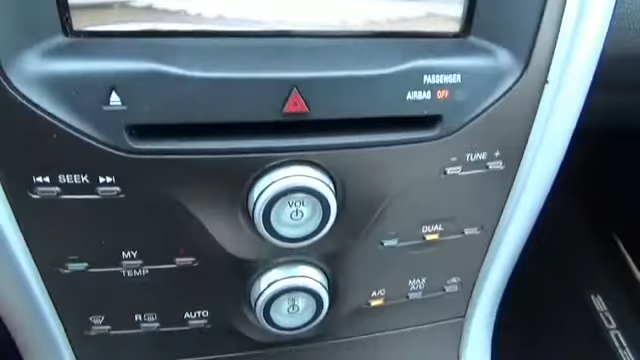 PASSENGER
AIRBAG OFF
SEEK
VOL
− TUNE +
MY
TEMP
DUAL
A/C
MAX
A/C
R
AUTO